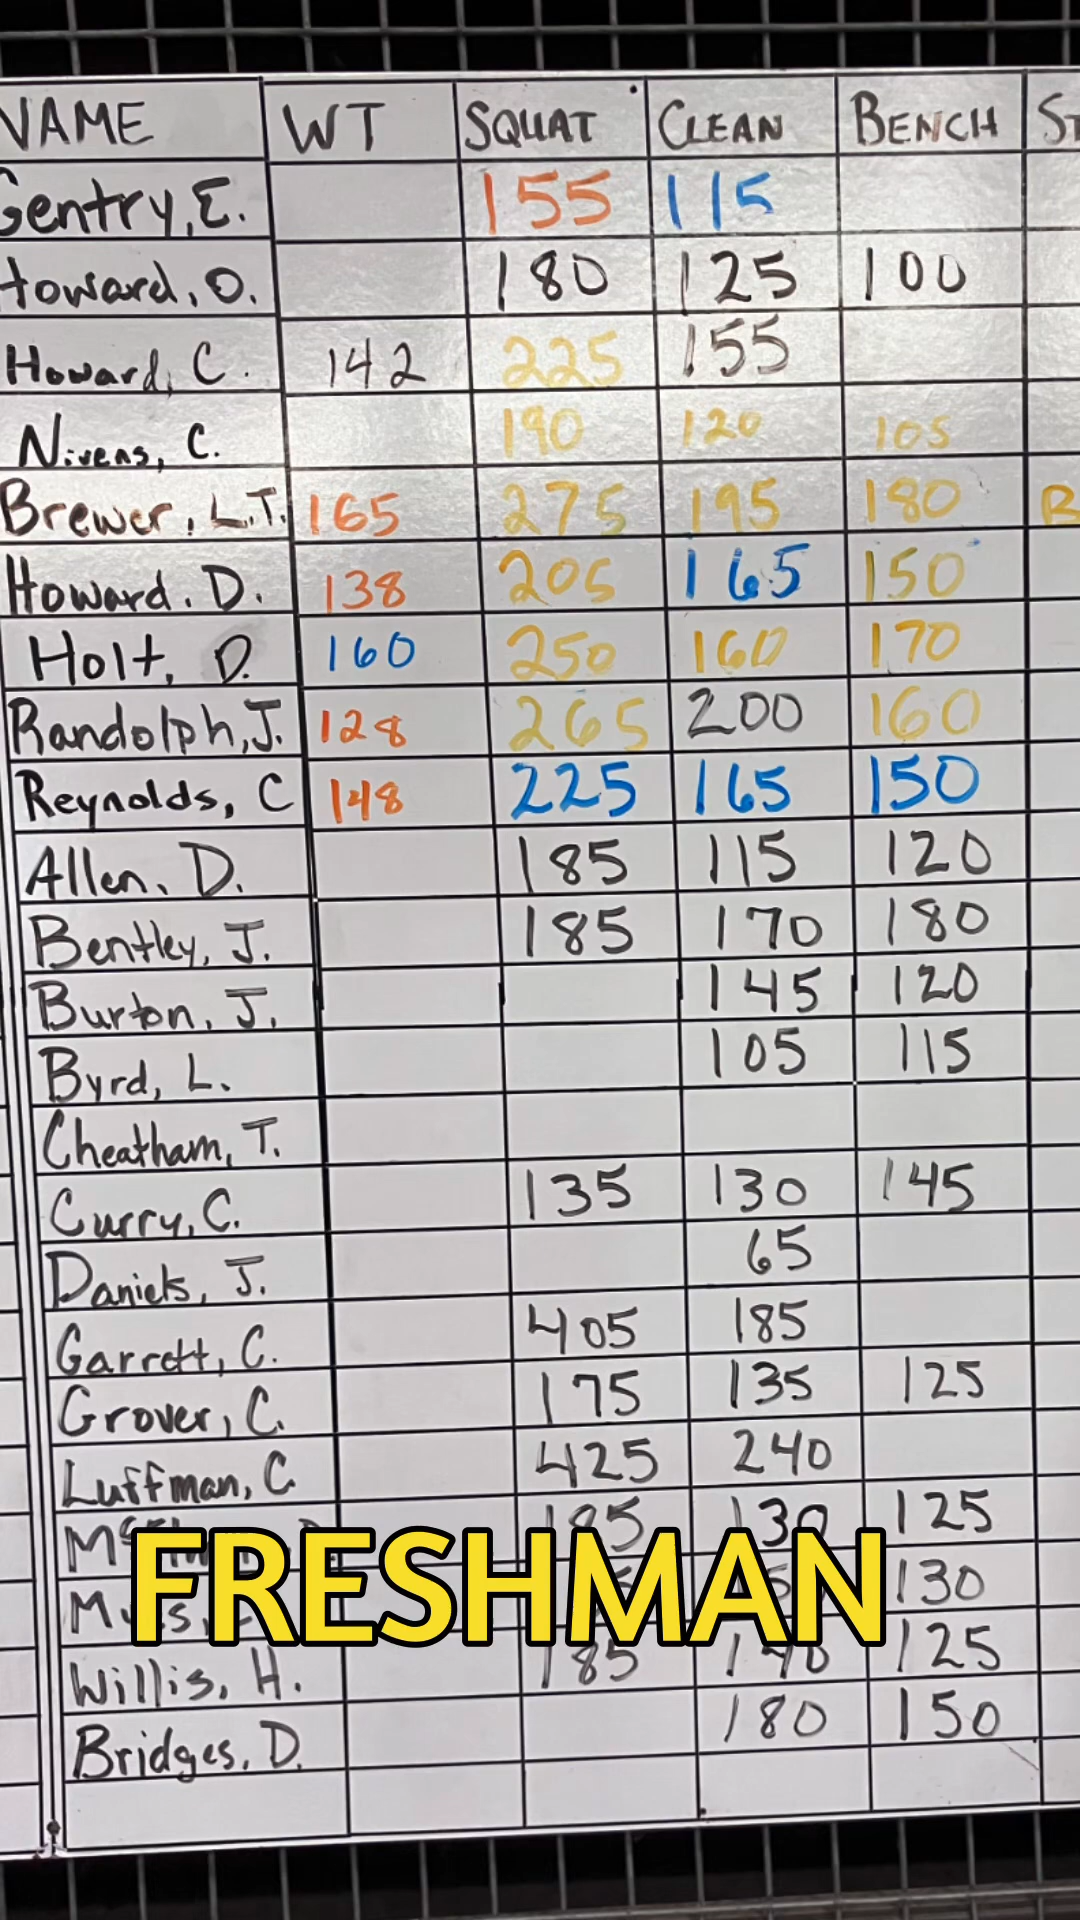 NAME WT SQUAT CLEAN BENCH
Gentry, E. 155 115
Howard, O. 180 125 100
Howard, C. 142 225 155
Nivens, C. 190 120 105
Brewer, L.T. 165 275 195 180
Howard. D. 138 205 165 150
Holt, D. 160 250 160 170
Randolph, J. 128 265 200 160
Reynolds, C 148 225 165 150
Allen, D. 185 115 120
Bentley, J. 185 170 180
Burton, J. 145 120
Byrd, L. 105 115
Cheatham, T.
Curry, C. 135 130 145
Daniels, J. 65
Garrett, C. 405 185
Grover, C. 175 135 125
Luffman, C 425 240
130 125
FRESHMAN
130
Willis, H. 185 140 125
Bridges, D. 180 150